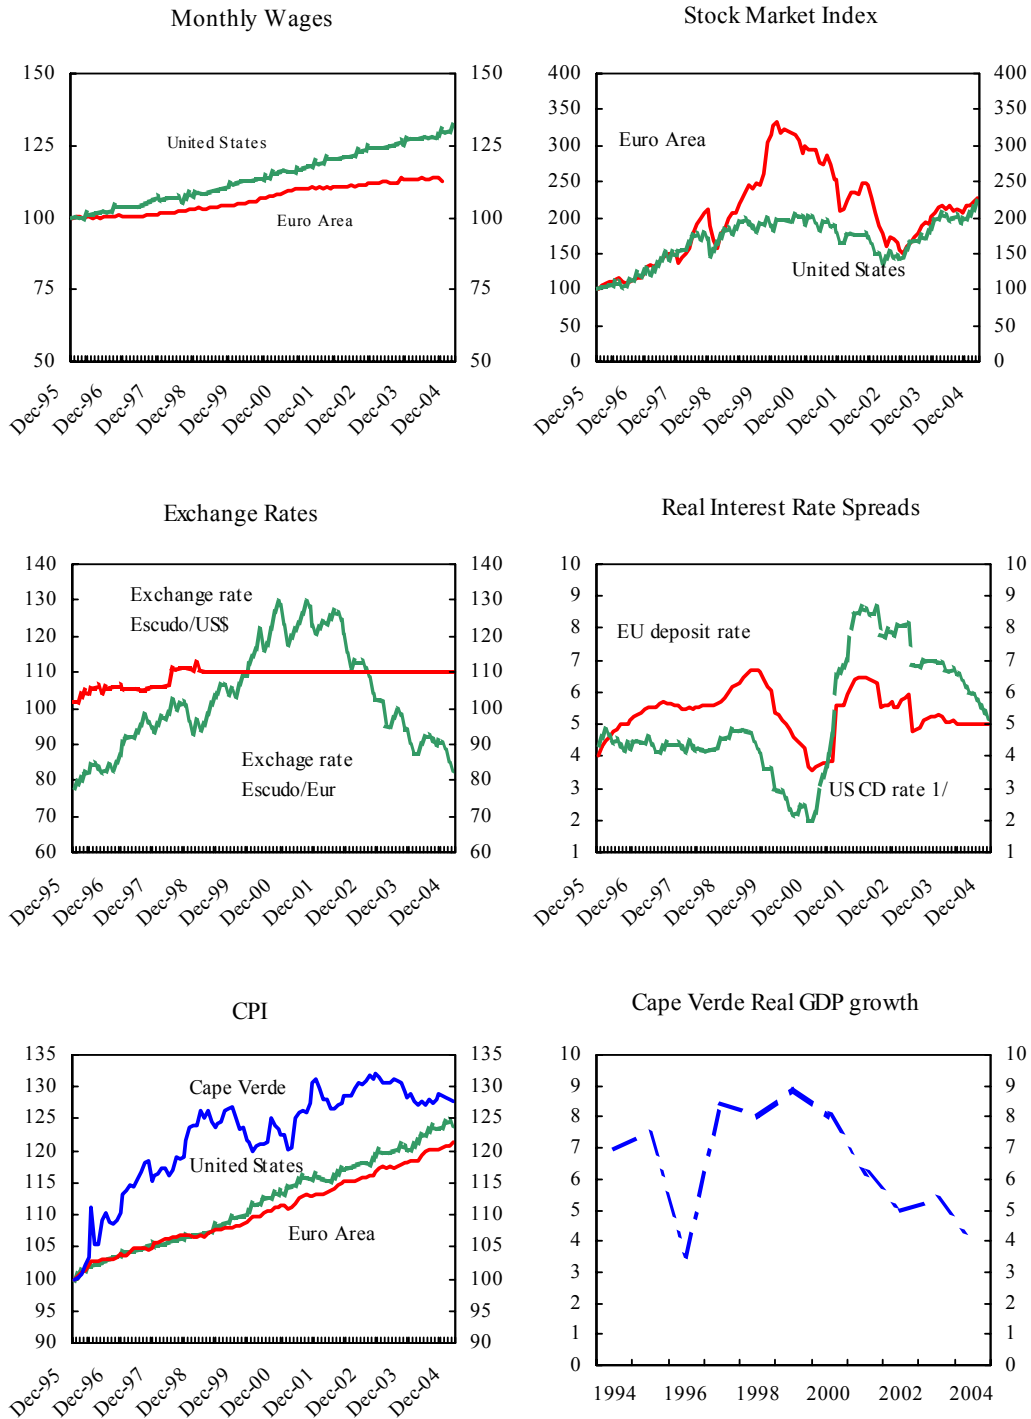 Monthly Wages
150
125
100
75
50
150
125
100
75
50
United States
Euro Area
Dec-95
Dec-96
Dec-97
Dec-98
Dec-99
Dec-00
Dec-01
Dec-02
Dec-03
Dec-04
Stock Market Index
400
350
300
250
200
150
100
50
0
400
350
300
250
200
150
100
50
0
Euro Area
United States
Dec-95
Dec-96
Dec-97
Dec-98
Dec-99
Dec-00
Dec-01
Dec-02
Dec-03
Dec-04
Exchange Rates
140
130
120
110
100
90
80
70
60
140
130
120
110
100
90
80
70
60
Exchange rate
Escudo/US$
Exchage rate
Escudo/Eur
Dec-95
Dec-96
Dec-97
Dec-98
Dec-99
Dec-00
Dec-01
Dec-02
Dec-03
Dec-04
Real Interest Rate Spreads
10
9
8
7
6
5
4
3
2
1
10
9
8
7
6
5
4
3
2
1
EU deposit rate
US CD rate 1/
Dec-95
Dec-96
Dec-97
Dec-98
Dec-99
Dec-00
Dec-01
Dec-02
Dec-03
Dec-04
CPI
135
130
125
120
115
110
105
100
95
90
135
130
125
120
115
110
105
100
95
90
Cape Verde
United States
Euro Area
Dec-95
Dec-96
Dec-97
Dec-98
Dec-99
Dec-00
Dec-01
Dec-02
Dec-03
Dec-04
Cape Verde Real GDP growth
10
9
8
7
6
5
4
3
2
1
0
10
9
8
7
6
5
4
3
2
1
0
1994
1996
1998
2000
2002
2004